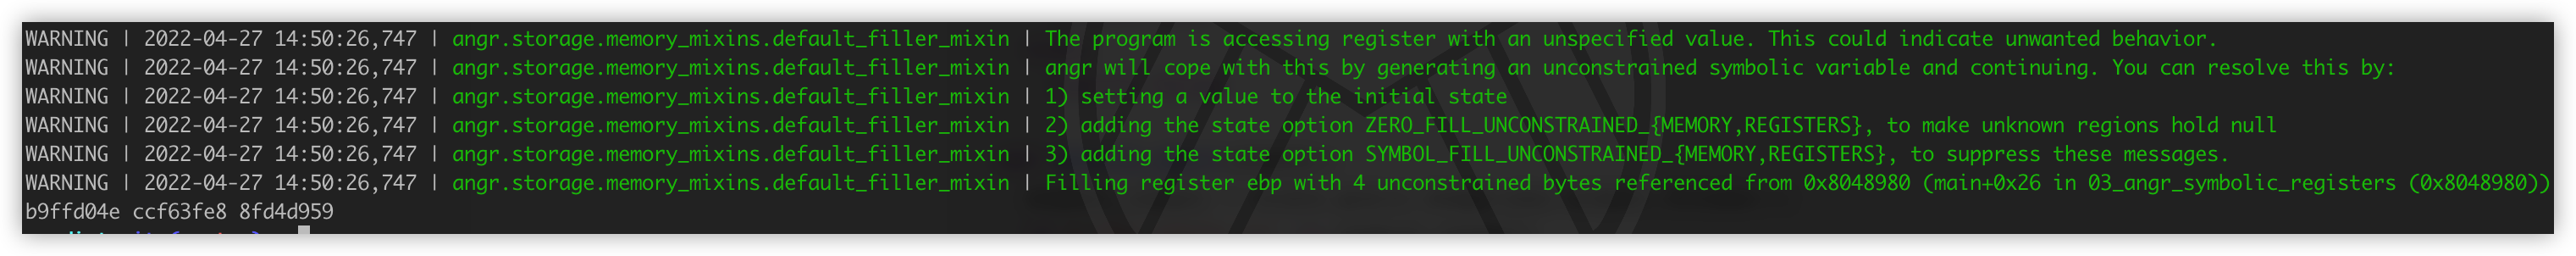 WARNING | 2022-04-27 14:50:26,747 | angr.storage.memory_mixins.default_filler_mixin | The program is accessing register with an unspecified value. This could indicate unwanted behavior.
WARNING | 2022-04-27 14:50:26,747 | angr.storage.memory_mixins.default_filler_mixin | angr will cope with this by generating an unconstrained symbolic variable and continuing. You can resolve this by:
WARNING | 2022-04-27 14:50:26,747 | angr.storage.memory_mixins.default_filler_mixin | 1) setting a value to the initial state
WARNING | 2022-04-27 14:50:26,747 | angr.storage.memory_mixins.default_filler_mixin | 2) adding the state option ZERO_FILL_UNCONSTRAINED_{MEMORY,REGISTERS}, to make unknown regions hold null
WARNING | 2022-04-27 14:50:26,747 | angr.storage.memory_mixins.default_filler_mixin | 3) adding the state option SYMBOL_FILL_UNCONSTRAINED_{MEMORY,REGISTERS}, to suppress these messages.
WARNING | 2022-04-27 14:50:26,747 | angr.storage.memory_mixins.default_filler_mixin | Filling register ebp with 4 unconstrained bytes referenced from 0x8048980 (main+0x26 in 03_angr_symbolic_registers (0x8048980))
b9ffd04e ccf63fe8 8fd4d959